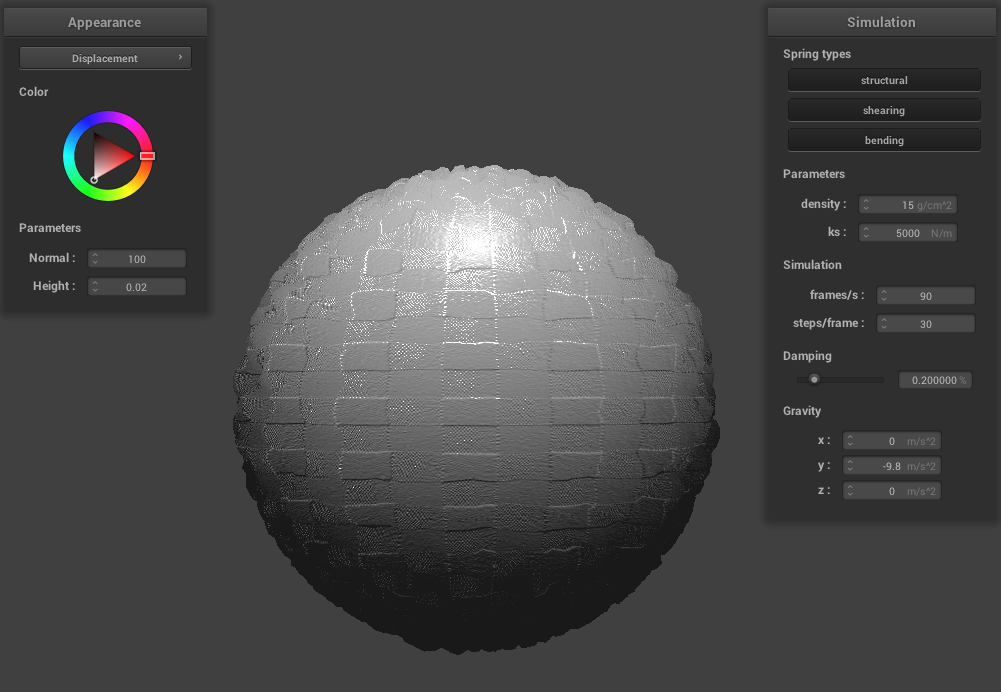 Appearance
Displacement
Color
Parameters
Normal : 100
Height : 0.02
Simulation
Spring types
structural
shearing
bending
Parameters
density : 15 g/cm^2
ks : 5000 N/m
Simulation
frames/s : 90
steps/frame : 30
Damping
0.200000 %
Gravity
x : 0 m/s^2
y : -9.8 m/s^2
z : 0 m/s^2